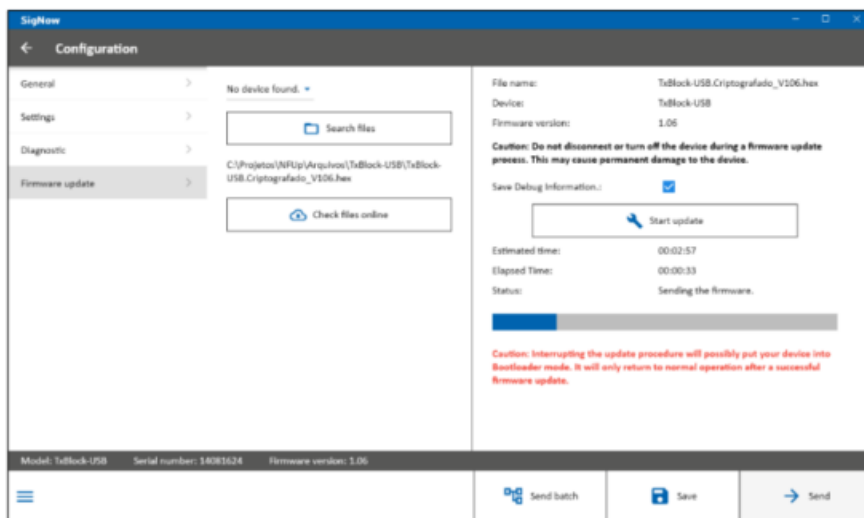 SigNow
Configuration
General
Settings
Diagnostic
Firmware update
No device found.
Search files
C:\Projetos\NFUp\Arquivos\TxBlock-USB\TxBlock-
USB.Criptografado_V106.hex
Check files online
File name: TxBlock-USB.Criptografado_V106.hex
Device: TxBlock-USB
Firmware version: 1.06
Caution: Do not disconnect or turn off the device during a firmware update
process. This may cause permanent damage to the device.
Save Debug Information.:
Start update
Estimated time: 00:02:57
Elapsed Time: 00:00:33
Status: Sending the firmware.
Caution: Interrupting the update procedure will possibly put your device into
Bootloader mode. It will only return to normal operation after a successful
firmware update.
Model: TxBlock-USB Serial number: 14081624 Firmware version: 1.06
Send batch
Save
Send